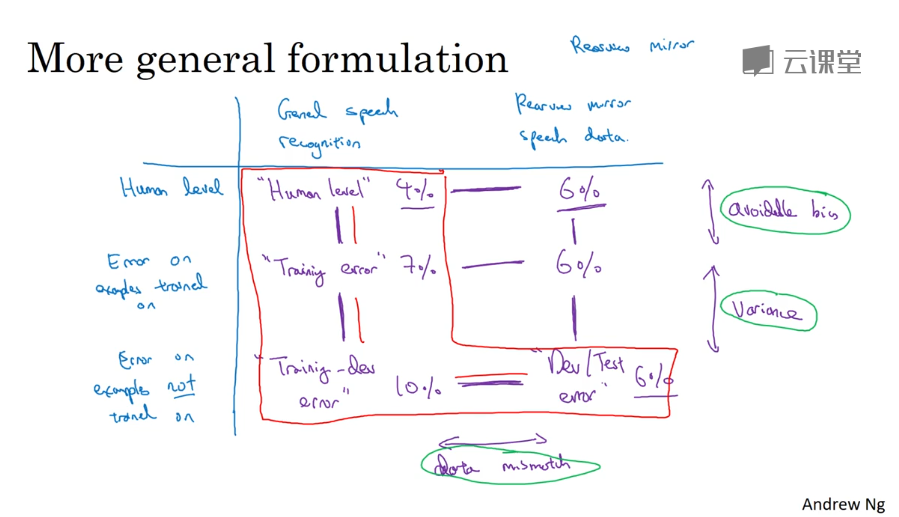 More general formulation
Rearview mirror
云课堂
General speech
recognition
Rearview mirror
speech data.
Human level
"Human level" 4%
6%
avoidable bias
Error on
examples trained
on
"Training error" 7%
6%
Variance
Error on
examples not
trained on
"Training-dev
error"
10%
"Dev/Test
error"
6%
data mismatch
Andrew Ng